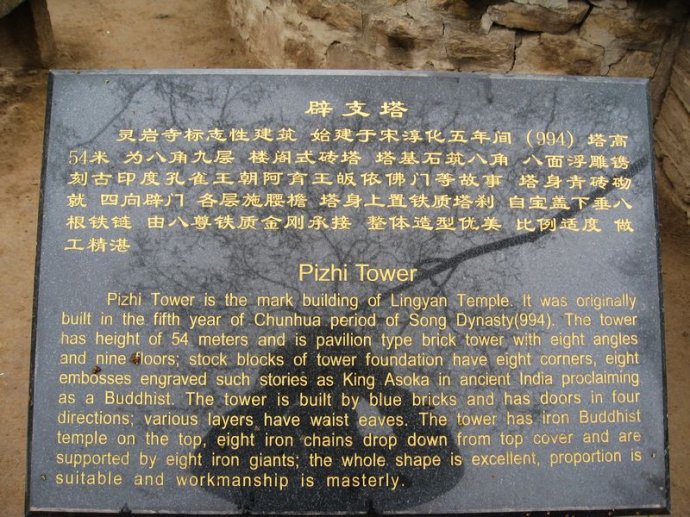 辟支塔
灵岩寺标志性建筑 始建于宋淳化五年间（994）塔高
54米 为八角九层 楼阁式砖塔 塔基石筑八角 八面浮雕镌
刻古印度孔雀王朝阿育王皈依佛门等故事 塔身青砖砌
就 四向辟门 各层施腰檐 塔身上置铁质塔刹 自宝盖下垂八
根铁链 由八尊铁质金刚承接 整体造型优美 比例适度 做
工精湛
Pizhi Tower
Pizhi Tower is the mark building of Lingyan Temple. It was originally
built in the fifth year of Chunhua period of Song Dynasty(994). The tower
has height of 54 meters and is pavilion type brick tower with eight angles
and nine floors; stock blocks of tower foundation have eight corners, eight
embosses engraved such stories as King Asoka in ancient India proclaiming
as a Buddhist. The tower is built by blue bricks and has doors in four
directions; various layers have waist eaves. The tower has iron Buddhist
temple on the top, eight iron chains drop down from top cover and are
supported by eight iron giants; the whole shape is excellent, proportion is
suitable and workmanship is masterly.